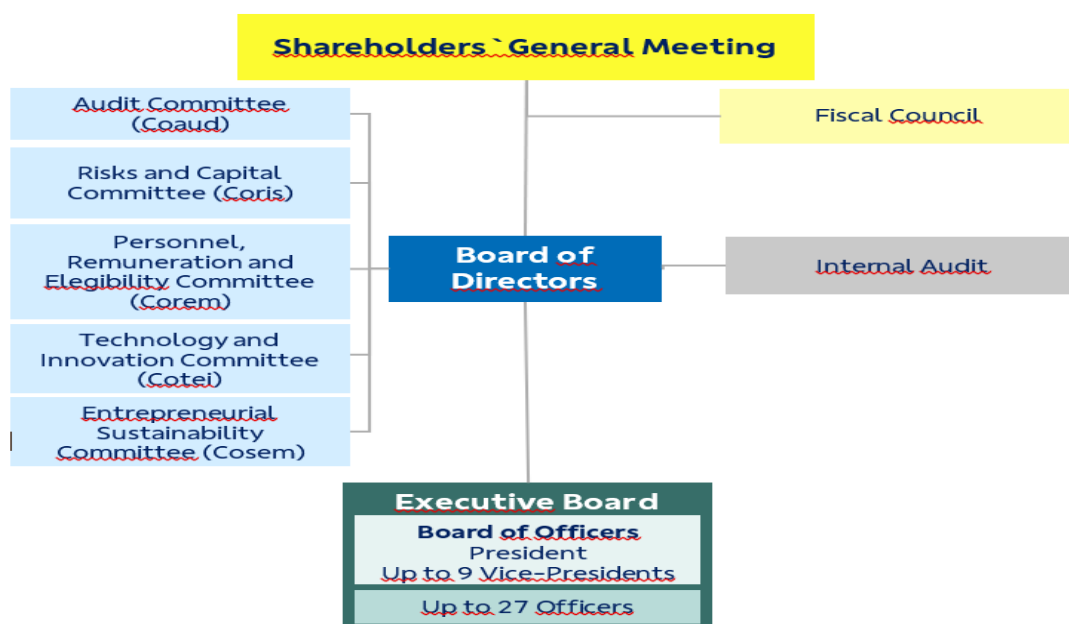 Shareholders`General Meeting
Audit Committee
(Coaud)
Fiscal Council
Risks and Capital
Committee (Coris)
Personnel,
Remuneration and
Elegibility Committee
(Corem)
Board of
Directors
Internal Audit
Technology and
Innovation Committee
(Cotei)
Entrepreneurial
Sustainability
Committee (Cosem)
Executive Board
Board of Officers
President
Up to 9 Vice-Presidents
Up to 27 Officers